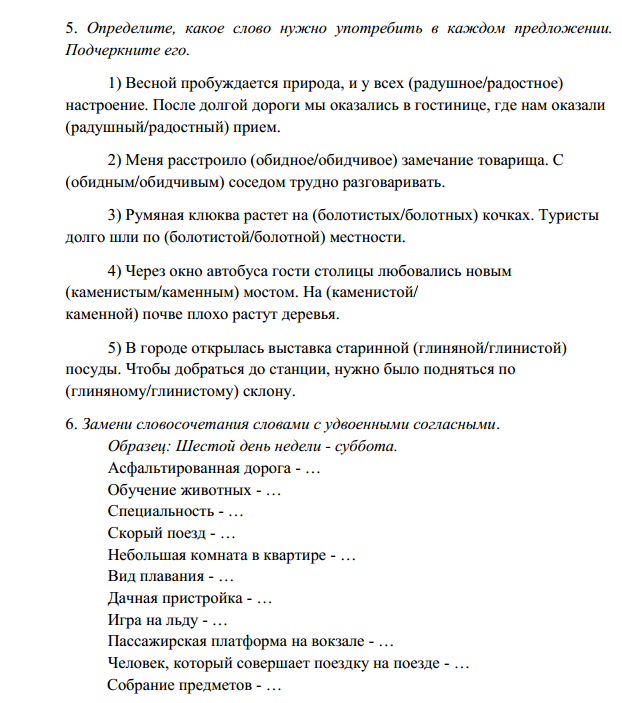 5. Определите, какое слово нужно употребить в каждом предложении.
Подчеркните его.
1) Весной пробуждается природа, и у всех (радушное/радостное)
настроение. После долгой дороги мы оказались в гостинице, где нам оказали
(радушный/радостный) прием.
2) Меня расстроило (обидное/обидчивое) замечание товарища. С
(обидным/обидчивым) соседом трудно разговаривать.
3) Румяная клюква растет на (болотистых/болотных) кочках. Туристы
долго шли по (болотистой/болотной) местности.
4) Через окно автобуса гости столицы любовались новым
(каменистым/каменным) мостом. На (каменистой/
каменной) почве плохо растут деревья.
5) В городе открылась выставка старинной (глиняной/глинистой)
посуды. Чтобы добраться до станции, нужно было подняться по
(глиняному/глинистому) склону.
6. Замени словосочетания словами с удвоенными согласными.
Образец: Шестой день недели - суббота.
Асфальтированная дорога - …
Обучение животных - …
Специальность - …
Скорый поезд - …
Небольшая комната в квартире - …
Вид плавания - …
Дачная пристройка - …
Игра на льду - …
Пассажирская платформа на вокзале - …
Человек, который совершает поездку на поезде - …
Собрание предметов - …